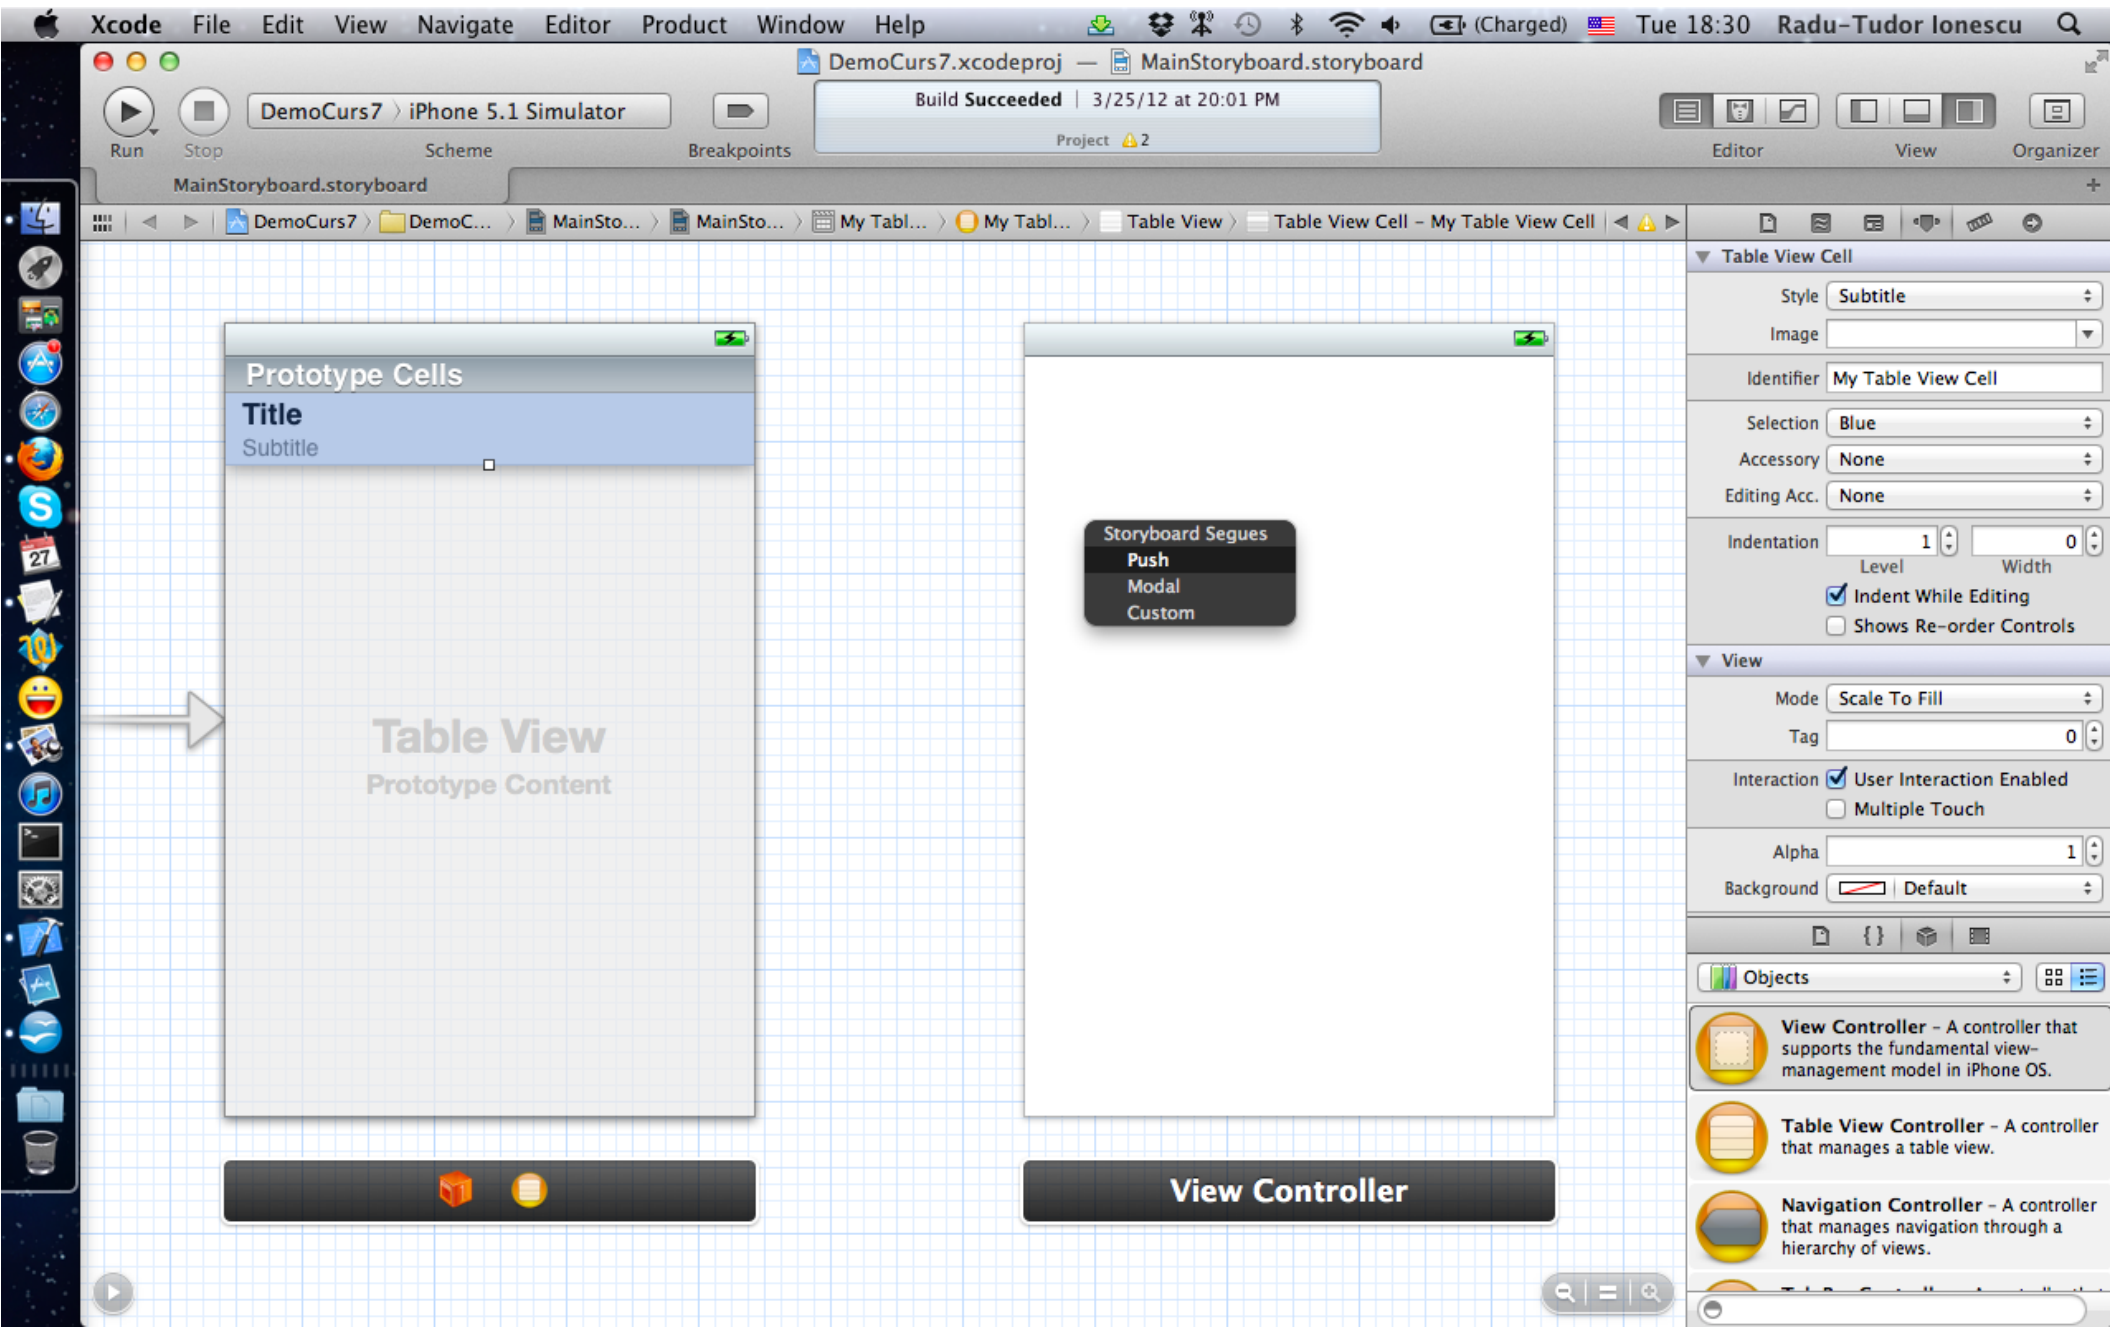 Xcode File Edit View Navigate Editor Product Window Help (Charged) Tue 18:30 Radu-Tudor Ionescu
DemoCurs7.xcodeproj — MainStoryboard.storyboard
DemoCurs7 〉 iPhone 5.1 Simulator
Build Succeeded | 3/25/12 at 20:01 PM
Project 2
Run Stop Scheme Breakpoints Editor View Organizer
MainStoryboard.storyboard
DemoCurs7 〉 DemoC... 〉 MainSto... 〉 MainSto... 〉 My Tabl... 〉 My Tabl... 〉 Table View 〉 Table View Cell – My Table View Cell
Prototype Cells
Title
Subtitle
Table View
Prototype Content
Storyboard Segues
Push
Modal
Custom
View Controller
Table View Cell
Style Subtitle
Image
Identifier My Table View Cell
Selection Blue
Accessory None
Editing Acc. None
Indentation 1 0
Level Width
Indent While Editing
Shows Re-order Controls
View
Mode Scale To Fill
Tag 0
Interaction User Interaction Enabled
Multiple Touch
Alpha 1
Background Default
{}
Objects
View Controller – A controller that
supports the fundamental view-
management model in iPhone OS.
Table View Controller – A controller
that manages a table view.
Navigation Controller – A controller
that manages navigation through a
hierarchy of views.
27